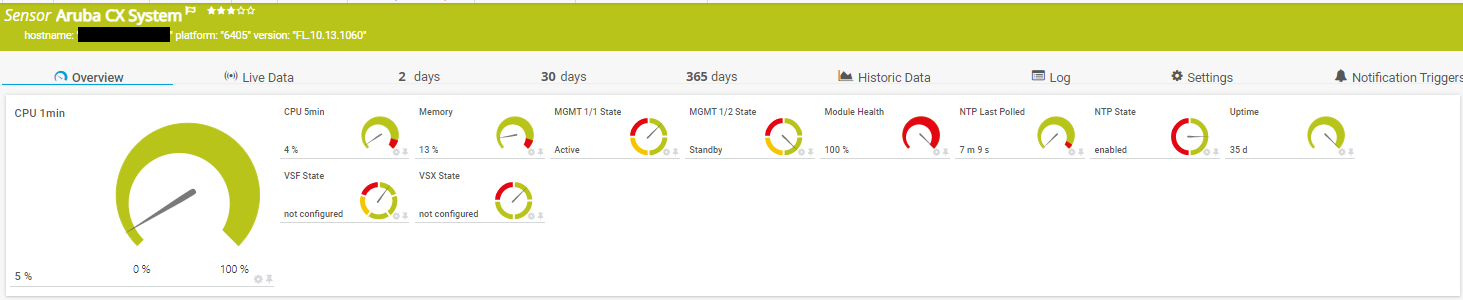 Sensor Aruba CX System
hostname: " " platform: "6405" version: "FL.10.13.1060"
Overview Live Data 2 days 30 days 365 days Historic Data Log Settings Notification Triggers
CPU 1min
0 % 100 %
5 %
CPU 5min
4 %
Memory
13 %
MGMT 1/1 State
Active
MGMT 1/2 State
Standby
Module Health
100 %
NTP Last Polled
7 m 9 s
NTP State
enabled
Uptime
35 d
VSF State
not configured
VSX State
not configured